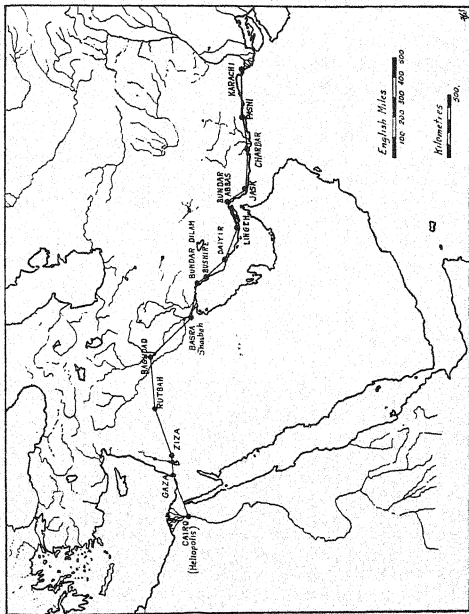 CAIRO
(Heliopolis)
GAZA
ZIZA
RUTBAH
BAGHDAD
BASRA
Shaibah
BUNDAR DILAM
BUSHIRE
DAIYIR
LINGEH
BUNDAR
ABBAS
JASK
CHARBAR
PASNI
KARACHI
English Miles.
100 200 300 400 500
Kilometres
500.